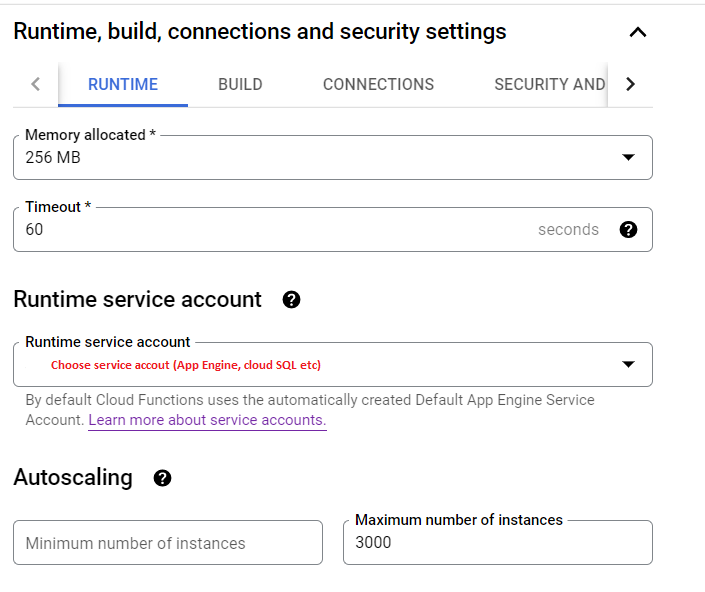 Runtime, build, connections and security settings
RUNTIME BUILD CONNECTIONS SECURITY AND
Memory allocated *
256 MB
Timeout *
60 seconds
Runtime service account
Runtime service account
Choose service accout (App Engine, cloud SQL etc)
By default Cloud Functions uses the automatically created Default App Engine Service
Account. Learn more about service accounts.
Autoscaling
Maximum number of instances
Minimum number of instances 3000